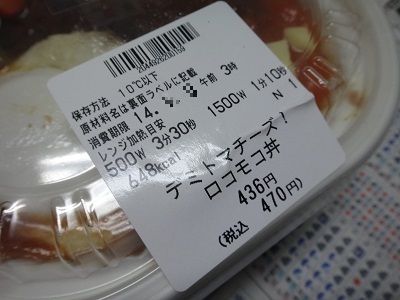 保存方法 10℃以下
原材料名は裏面ラベルに記載
消費期限 14. 午前 3時
レンジ加熱目安
500W 3分30秒 1500W 1分10秒
648kcal N 1
デミトマチーズ!
ロコモコ丼
436円
(税込 470円)